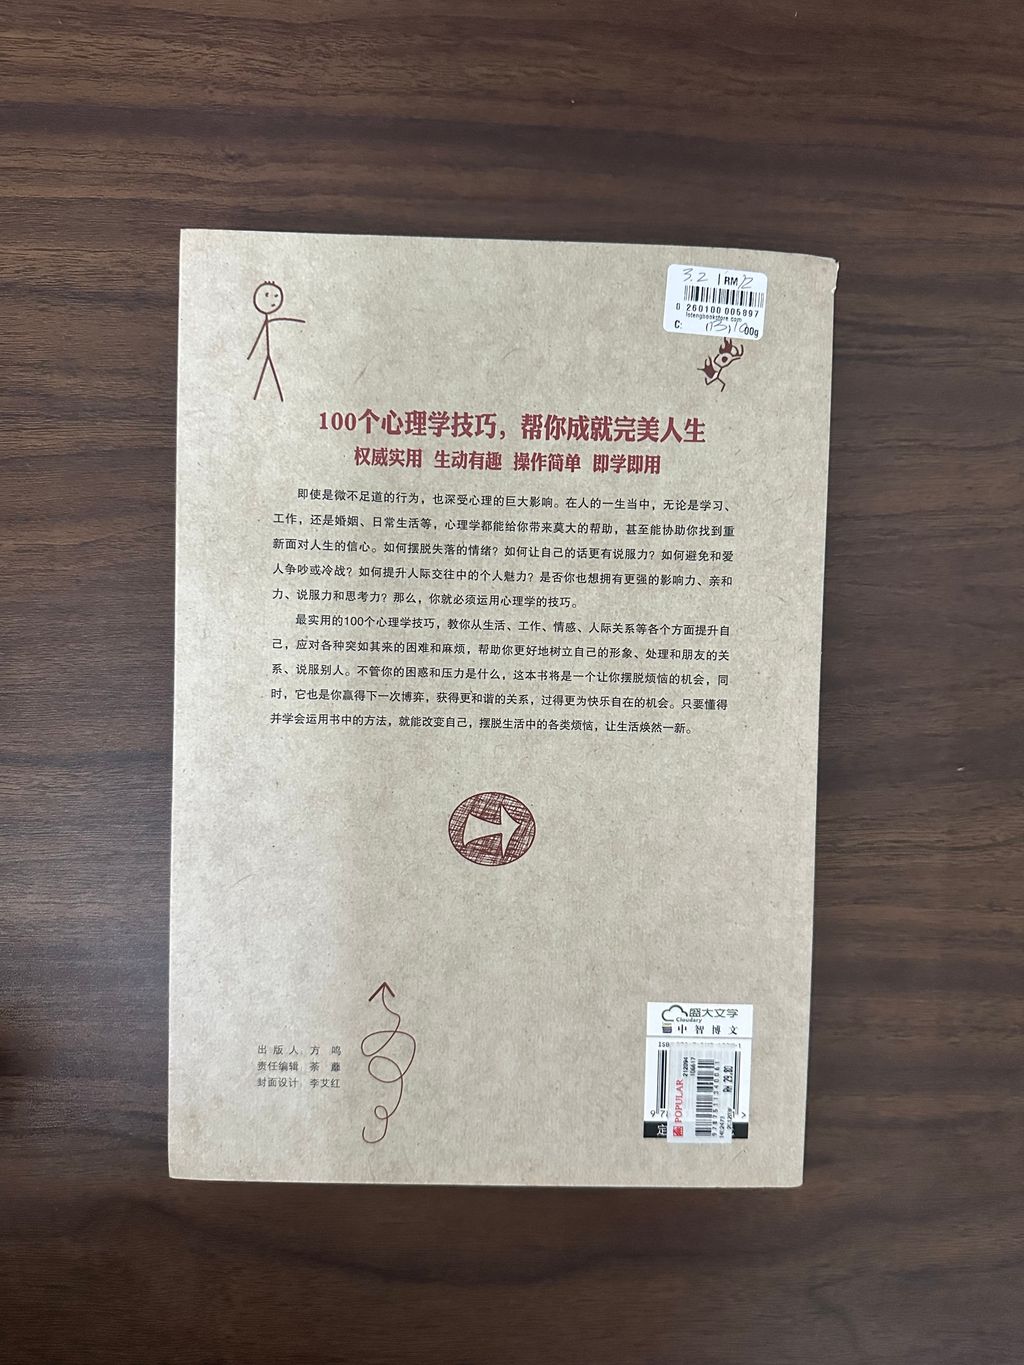 RM
0 260100 005897
lotengbookstore.com
C:
00g
100个心理学技巧，帮你成就完美人生
权威实用 生动有趣 操作简单 即学即用
即使是微不足道的行为，也深受心理的巨大影响。在人的一生当中，无论是学习、
工作，还是婚姻、日常生活等，心理学都能给你带来莫大的帮助，甚至能协助你找到重
新面对人生的信心。如何摆脱失落的情绪？如何让自己的话更有说服力？如何避免和爱
人争吵或冷战？如何提升人际交往中的个人魅力？是否你也想拥有更强的影响力、亲和
力、说服力和思考力？那么，你就必须运用心理学的技巧。
最实用的100个心理学技巧，教你从生活、工作、情感、人际关系等各个方面提升自
己，应对各种突如其来的困难和麻烦，帮助你更好地树立自己的形象、处理和朋友的关
系、说服别人。不管你的困惑和压力是什么，这本书将是一个让你摆脱烦恼的机会，同
时，它也是你赢得下一次博弈，获得更和谐的关系，过得更为快乐自在的机会。只要懂得
并学会运用书中的方法，就能改变自己，摆脱生活中的各类烦恼，让生活焕然一新。
盛大文学
Cloudary
中智博文
出版人 方鸣
责任编辑 荼蘼
封面设计 李艾红
POPULAR
212094
106617
RM 29.80
9787511340061